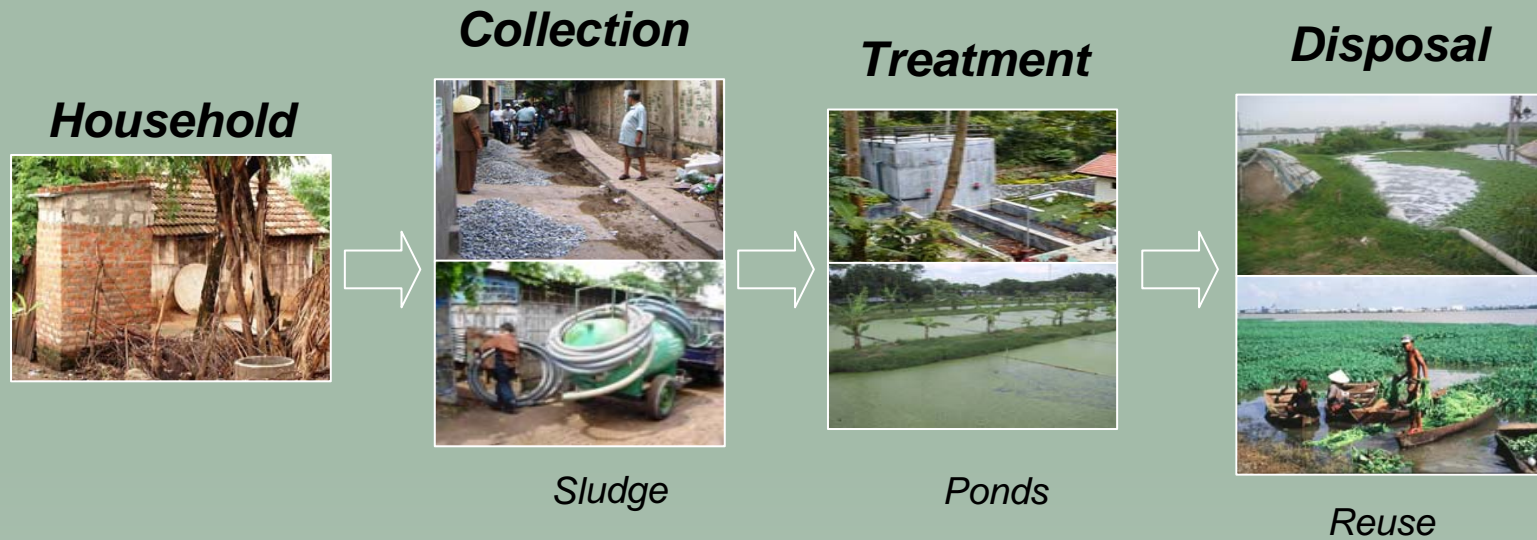 Household
Collection
Treatment
Disposal
Sludge
Ponds
Reuse